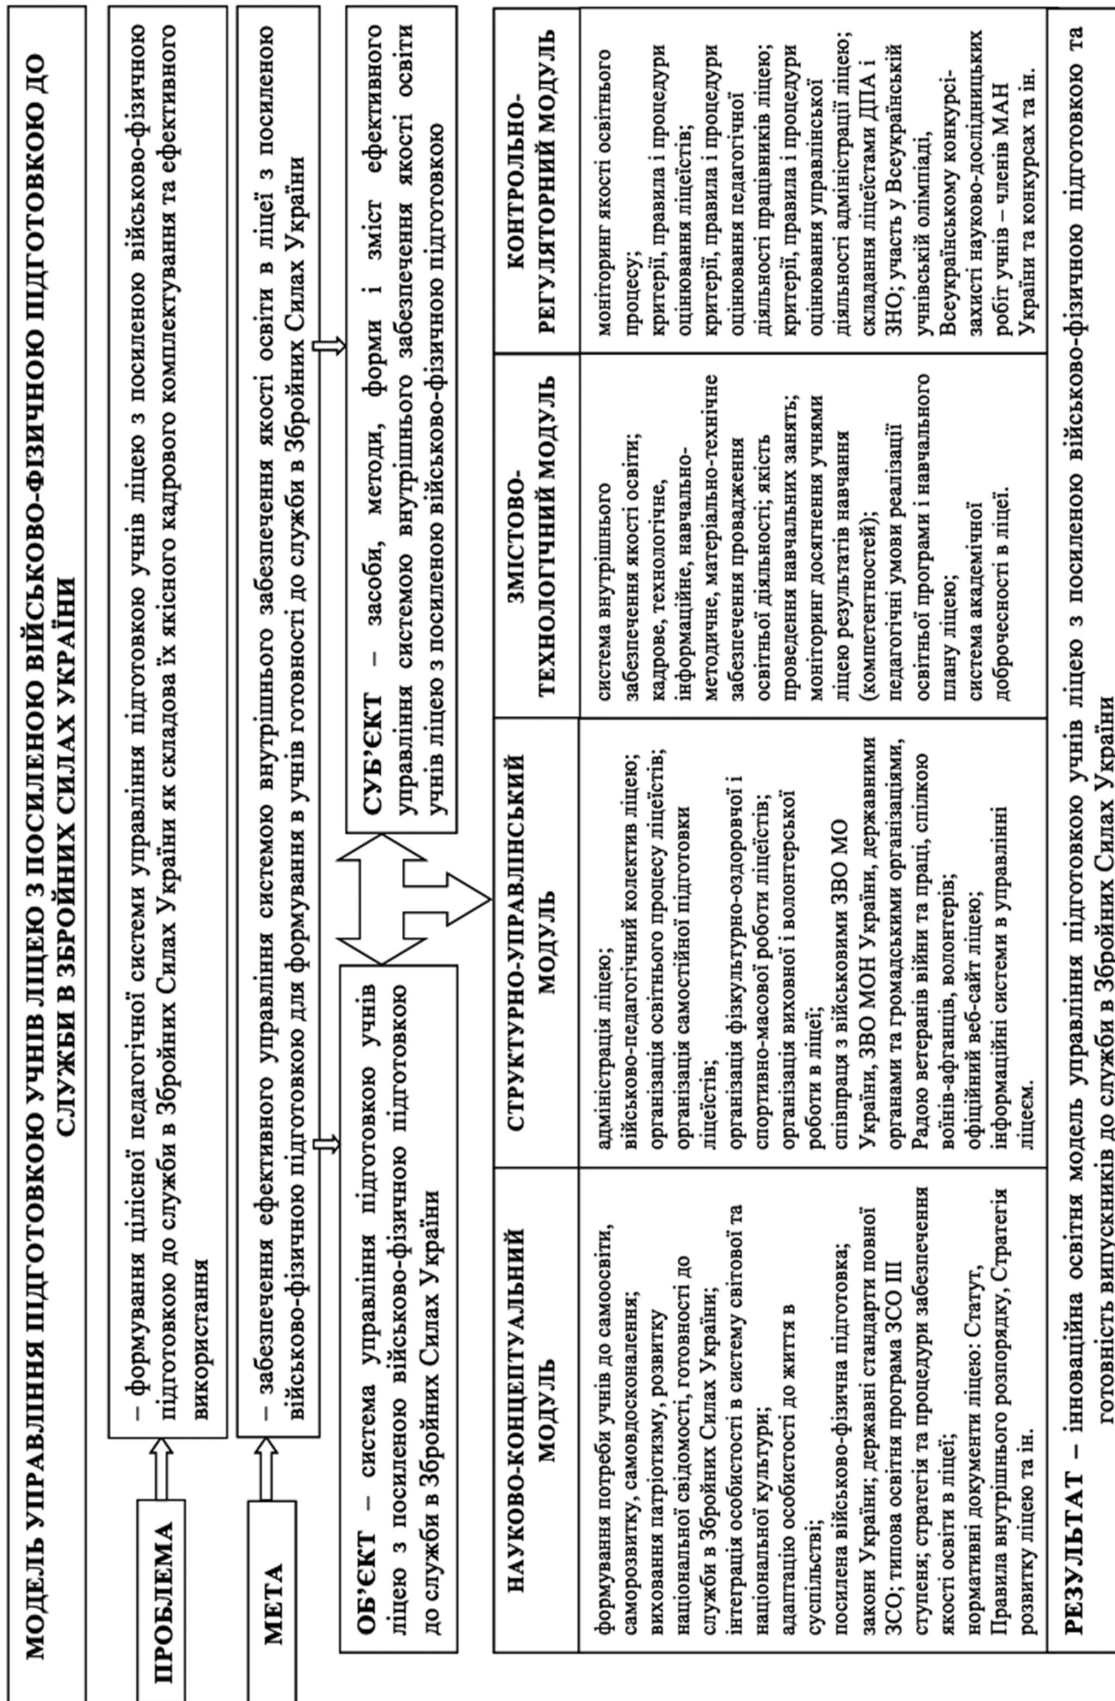 МОДЕЛЬ УПРАВЛІННЯ ПІДГОТОВКОЮ УЧНІВ ЛІЦЕЮ З ПОСИЛЕНОЮ ВІЙСЬКОВО-ФІЗИЧНОЮ ПІДГОТОВКОЮ ДО
СЛУЖБИ В ЗБРОЙНИХ СИЛАХ УКРАЇНИ
ПРОБЛЕМА
– формування цілісної педагогічної системи управління підготовкою учнів ліцею з посиленою військово-фізичною
підготовкою до служби в Збройних Силах України як складова їх якісного кадрового комплектування та ефективного
використання
МЕТА
– забезпечення ефективного управління системою внутрішнього забезпечення якості освіти в ліцеї з посиленою
військово-фізичною підготовкою для формування в учнів готовності до служби в Збройних Силах України
ОБ’ЄКТ – система управління підготовкою учнів
ліцею з посиленою військово-фізичною підготовкою
до служби в Збройних Силах України
СУБ’ЄКТ – засоби, методи, форми і зміст ефективного
управління системою внутрішнього забезпечення якості освіти
учнів ліцею з посиленою військово-фізичною підготовкою
НАУКОВО-КОНЦЕПТУАЛЬНИЙ
МОДУЛЬ
формування потреби учнів до самоосвіти,
саморозвитку, самовдосконалення;
виховання патріотизму, розвитку
національної свідомості, готовності до
служби в Збройних Силах України;
інтеграція особистості в систему світової та
національної культури;
адаптацію особистості до життя в
суспільстві;
посилена військово-фізична підготовка;
закони України; державні стандарти повної
ЗСО; типова освітня програма ЗСО ІІІ
ступеня; стратегія та процедури забезпечення
якості освіти в ліцеї;
нормативні документи ліцею: Статут,
Правила внутрішнього розпорядку, Стратегія
розвитку ліцею та ін.
СТРУКТУРНО-УПРАВЛІНСЬКИЙ
МОДУЛЬ
адміністрація ліцею;
військово-педагогічний колектив ліцею;
організація освітнього процесу ліцеїстів;
організація самостійної підготовки
ліцеїстів;
організація фізкультурно-оздоровчої і
спортивно-масової роботи ліцеїстів;
організація виховної і волонтерської
роботи в ліцеї;
співпраця з військовими ЗВО МО
України, ЗВО МОН України, державними
органами та громадськими організаціями,
Радою ветеранів війни та праці, спілкою
воїнів-афганців, волонтерів;
офіційний веб-сайт ліцею;
інформаційні системи в управлінні
ліцеєм.
ЗМІСТОВО-
ТЕХНОЛОГІЧНИЙ МОДУЛЬ
система внутрішнього
забезпечення якості освіти;
кадрове, технологічне,
інформаційне, навчально-
методичне, матеріально-технічне
забезпечення провадження
освітньої діяльності; якість
проведення навчальних занять;
моніторинг досягнення учнями
ліцею результатів навчання
(компетентностей);
педагогічні умови реалізації
освітньої програми і навчального
плану ліцею;
система академічної
доброчесності в ліцеї.
КОНТРОЛЬНО-
РЕГУЛЯТОРНИЙ МОДУЛЬ
моніторинг якості освітнього
процесу;
критерії, правила і процедури
оцінювання ліцеїстів;
критерії, правила і процедури
оцінювання педагогічної
діяльності працівників ліцею;
критерії, правила і процедури
оцінювання управлінської
діяльності адміністрації ліцею;
складання ліцеїстами ДПА і
ЗНО; участь у Всеукраїнській
учнівській олімпіаді,
Всеукраїнському конкурсі-
захисті науково-дослідницьких
робіт учнів – членів МАН
України та конкурсах та ін.
РЕЗУЛЬТАТ – інноваційна освітня модель управління підготовкою учнів ліцею з посиленою військово-фізичною підготовкою та
готовність випускників до служби в Збройних Силах України